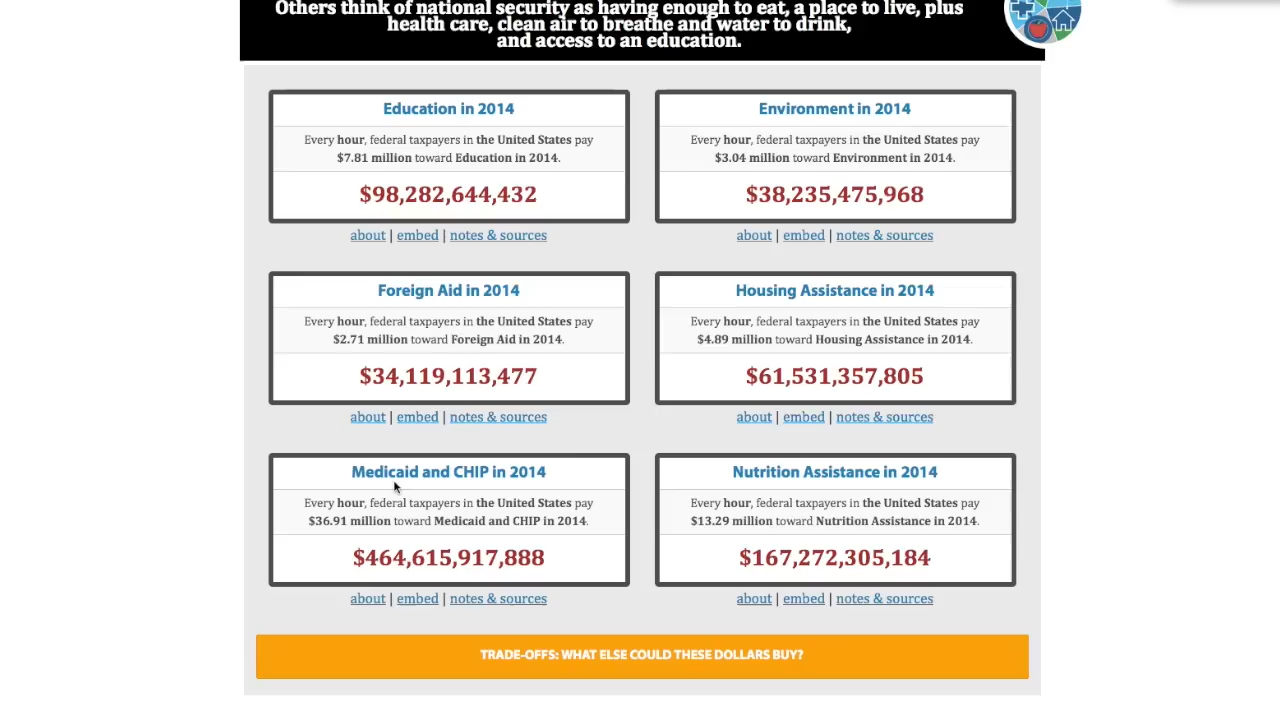 Others think of national security as having enough to eat, a place to live, plus
health care, clean air to breathe and water to drink,
and access to an education.
Education in 2014
Every hour, federal taxpayers in the United States pay
$7.81 million toward Education in 2014.
$98,282,644,432
about | embed | notes & sources
Environment in 2014
Every hour, federal taxpayers in the United States pay
$3.04 million toward Environment in 2014.
$38,235,475,968
about | embed | notes & sources
Foreign Aid in 2014
Every hour, federal taxpayers in the United States pay
$2.71 million toward Foreign Aid in 2014.
$34,119,113,477
about | embed | notes & sources
Housing Assistance in 2014
Every hour, federal taxpayers in the United States pay
$4.89 million toward Housing Assistance in 2014.
$61,531,357,805
about | embed | notes & sources
Medicaid and CHIP in 2014
Every hour, federal taxpayers in the United States pay
$36.91 million toward Medicaid and CHIP in 2014.
$464,615,917,888
about | embed | notes & sources
Nutrition Assistance in 2014
Every hour, federal taxpayers in the United States pay
$13.29 million toward Nutrition Assistance in 2014.
$167,272,305,184
about | embed | notes & sources
TRADE-OFFS: WHAT ELSE COULD THESE DOLLARS BUY?